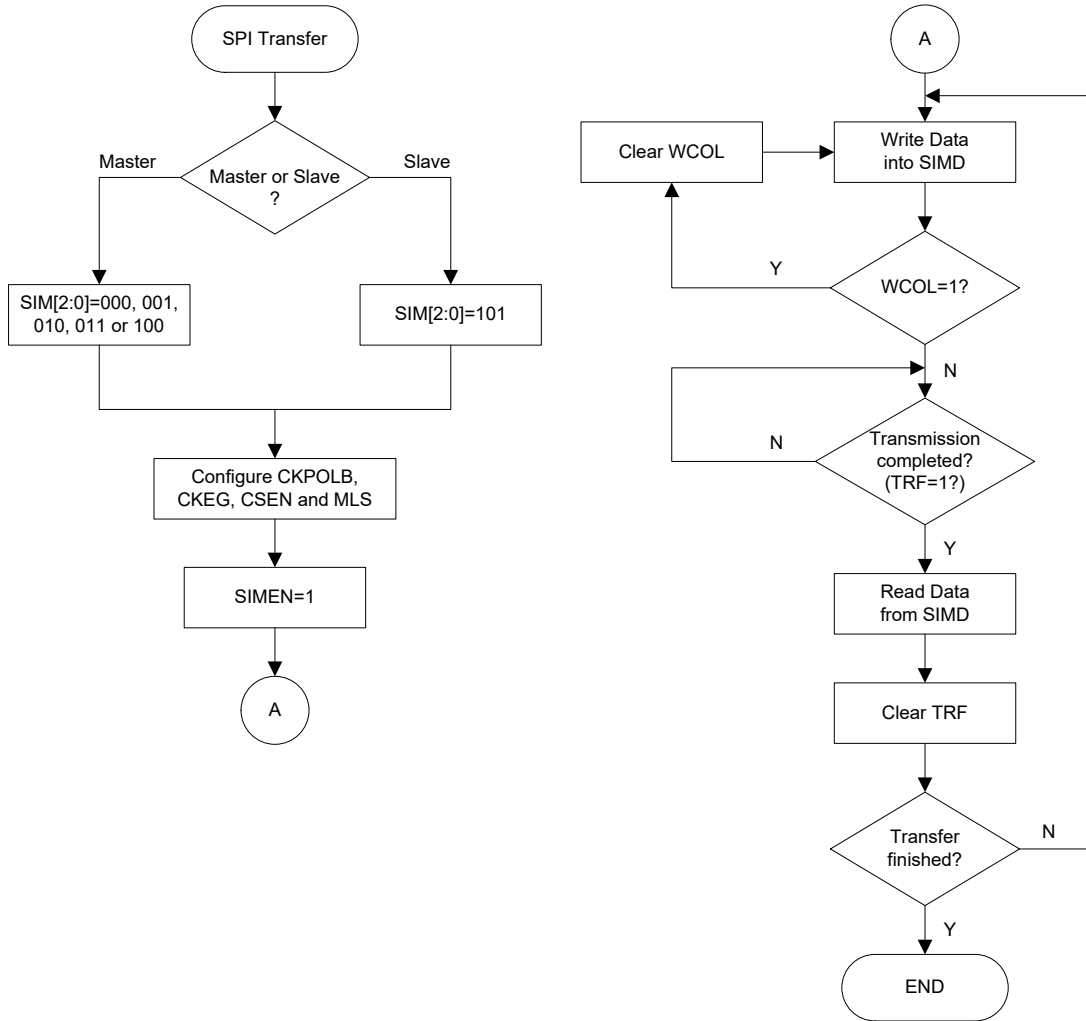 SPI Transfer
Master
Slave
Master or Slave
?
SIM[2:0]=000, 001,
010, 011 or 100
SIM[2:0]=101
Configure CKPOLB,
CKEG, CSEN and MLS
SIMEN=1
A
A
Clear WCOL
Write Data
into SIMD
Y
WCOL=1?
N
N
Transmission
completed?
(TRF=1?)
Y
Read Data
from SIMD
Clear TRF
Transfer
finished?
N
Y
END